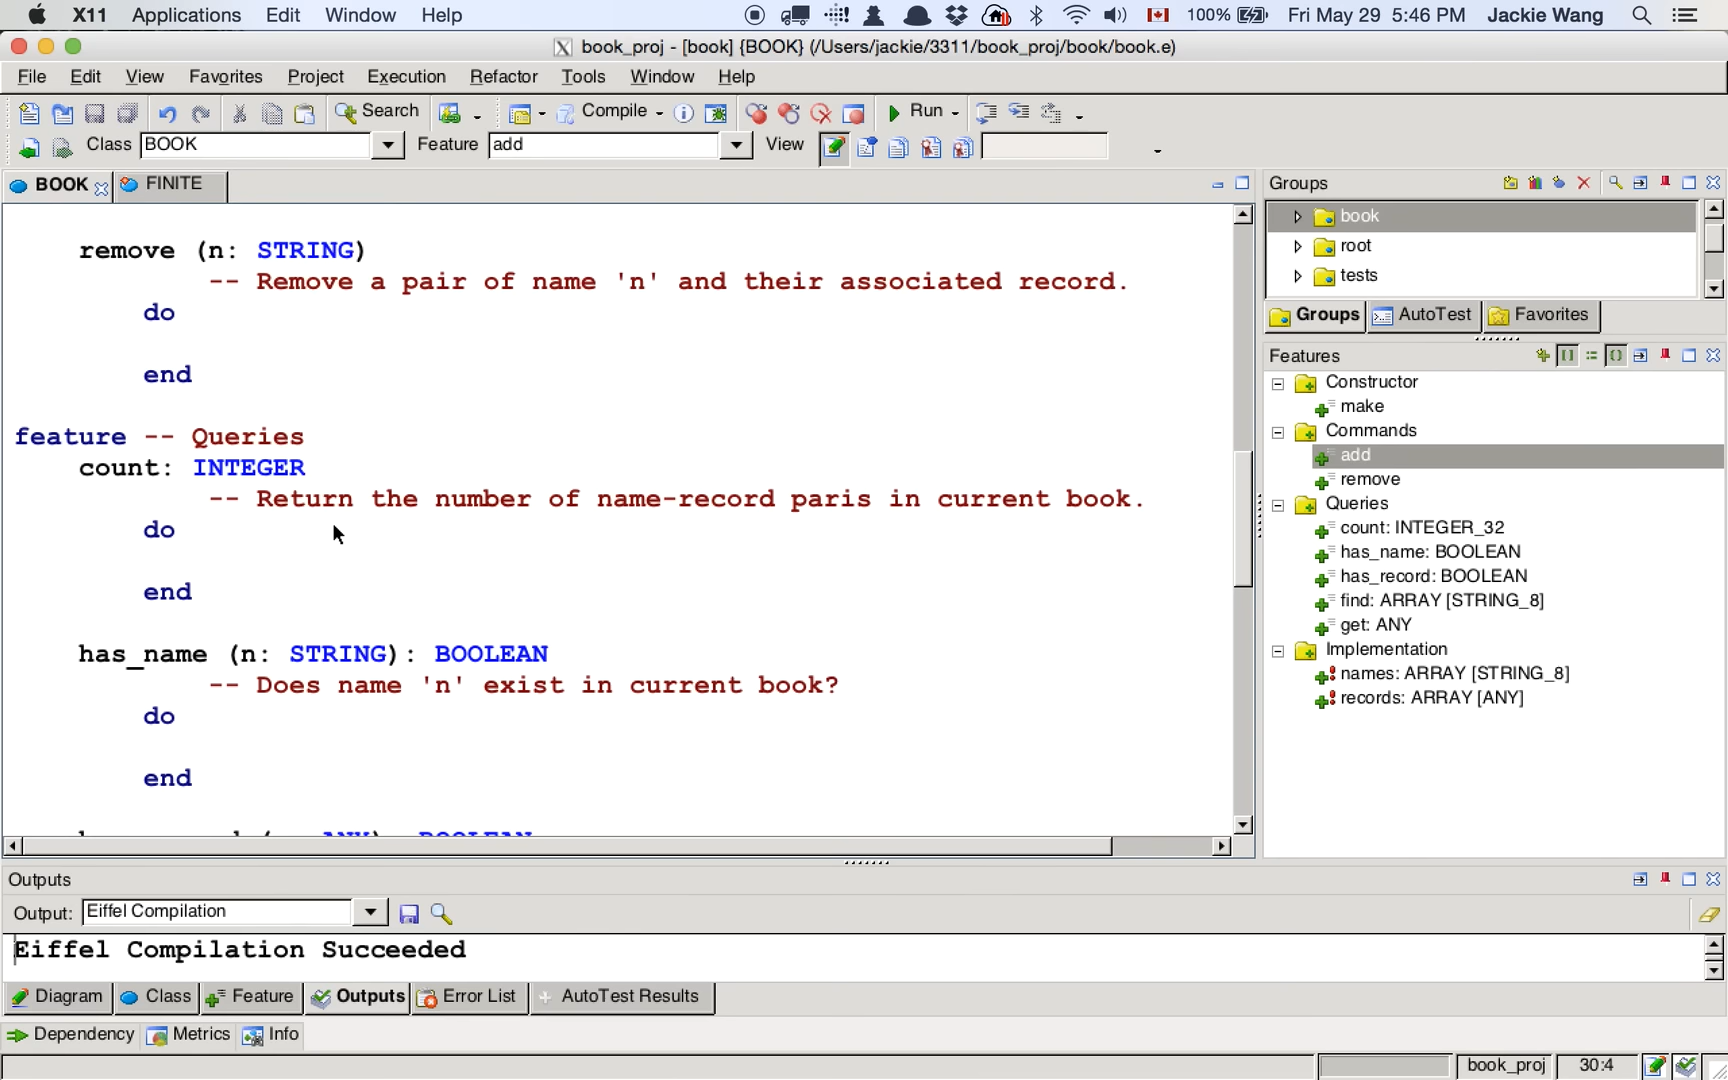 X11 Applications Edit Window Help 100% Fri May 29 5:46 PM Jackie Wang
book_proj - [book] {BOOK} (/Users/jackie/3311/book_proj/book/book.e)
File Edit View Favorites Project Execution Refactor Tools Window Help
Search Compile Run
Class BOOK Feature add View
BOOK FINITE
remove (n: STRING)
-- Remove a pair of name 'n' and their associated record.
do
end
feature -- Queries
count: INTEGER
-- Return the number of name-record paris in current book.
do
end
has_name (n: STRING): BOOLEAN
-- Does name 'n' exist in current book?
do
end
Groups
book
root
tests
Groups AutoTest Favorites
Features
Constructor
make
Commands
add
remove
Queries
count: INTEGER_32
has_name: BOOLEAN
has_record: BOOLEAN
find: ARRAY [STRING_8]
get: ANY
Implementation
names: ARRAY [STRING_8]
records: ARRAY [ANY]
Outputs
Output: Eiffel Compilation
Eiffel Compilation Succeeded
Diagram Class Feature Outputs Error List AutoTest Results
Dependency Metrics Info
book_proj 30:4